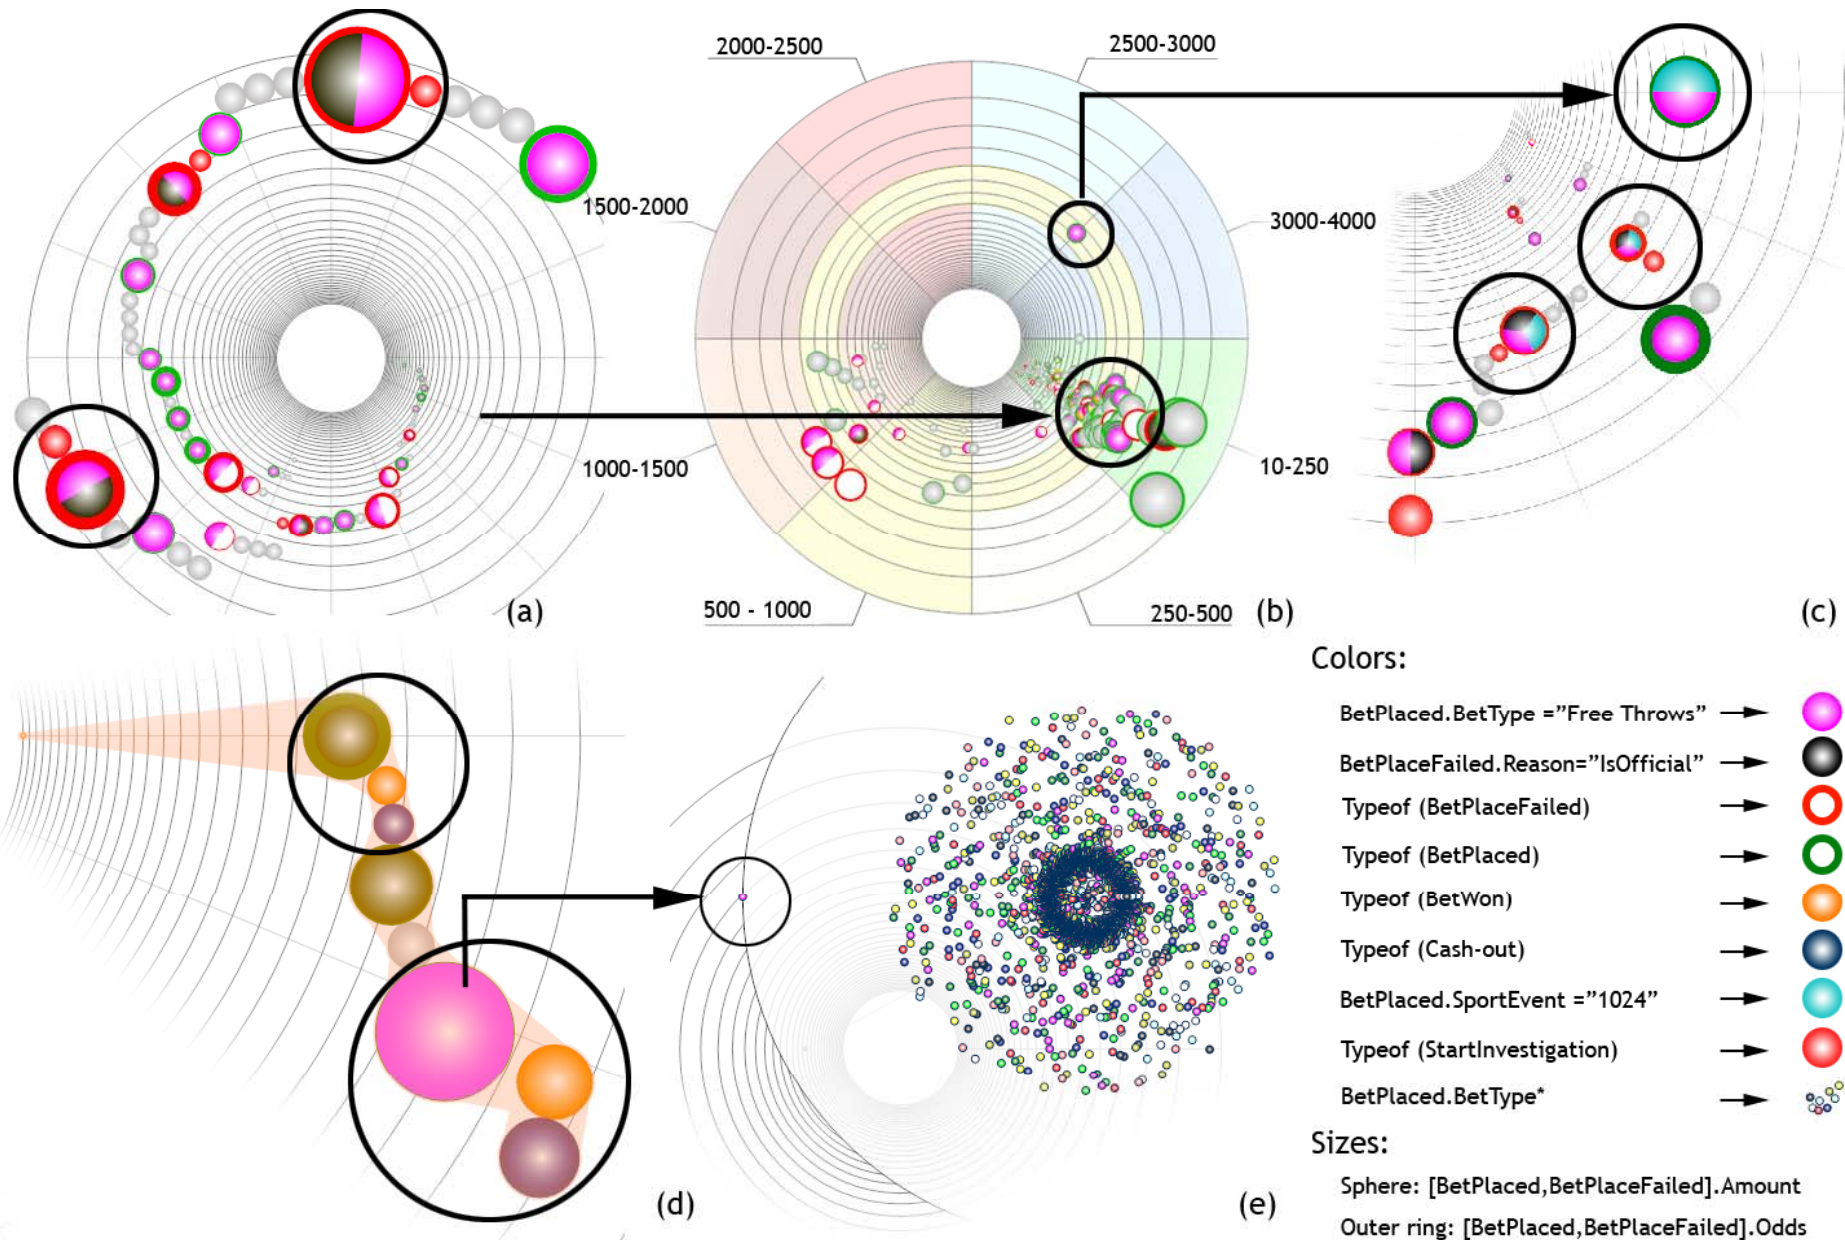 2000-2500
2500-3000
1500-2000
3000-4000
1000-1500
10-250
500 - 1000
250-500
(a)
(b)
(c)
(d)
(e)
Colors:
BetPlaced.BetType =”Free Throws”
BetPlaceFailed.Reason=”IsOfficial”
Typeof (BetPlaceFailed)
Typeof (BetPlaced)
Typeof (BetWon)
Typeof (Cash-out)
BetPlaced.SportEvent =”1024”
Typeof (StartInvestigation)
BetPlaced.BetType*
Sizes:
Sphere: [BetPlaced,BetPlaceFailed].Amount
Outer ring: [BetPlaced,BetPlaceFailed].Odds